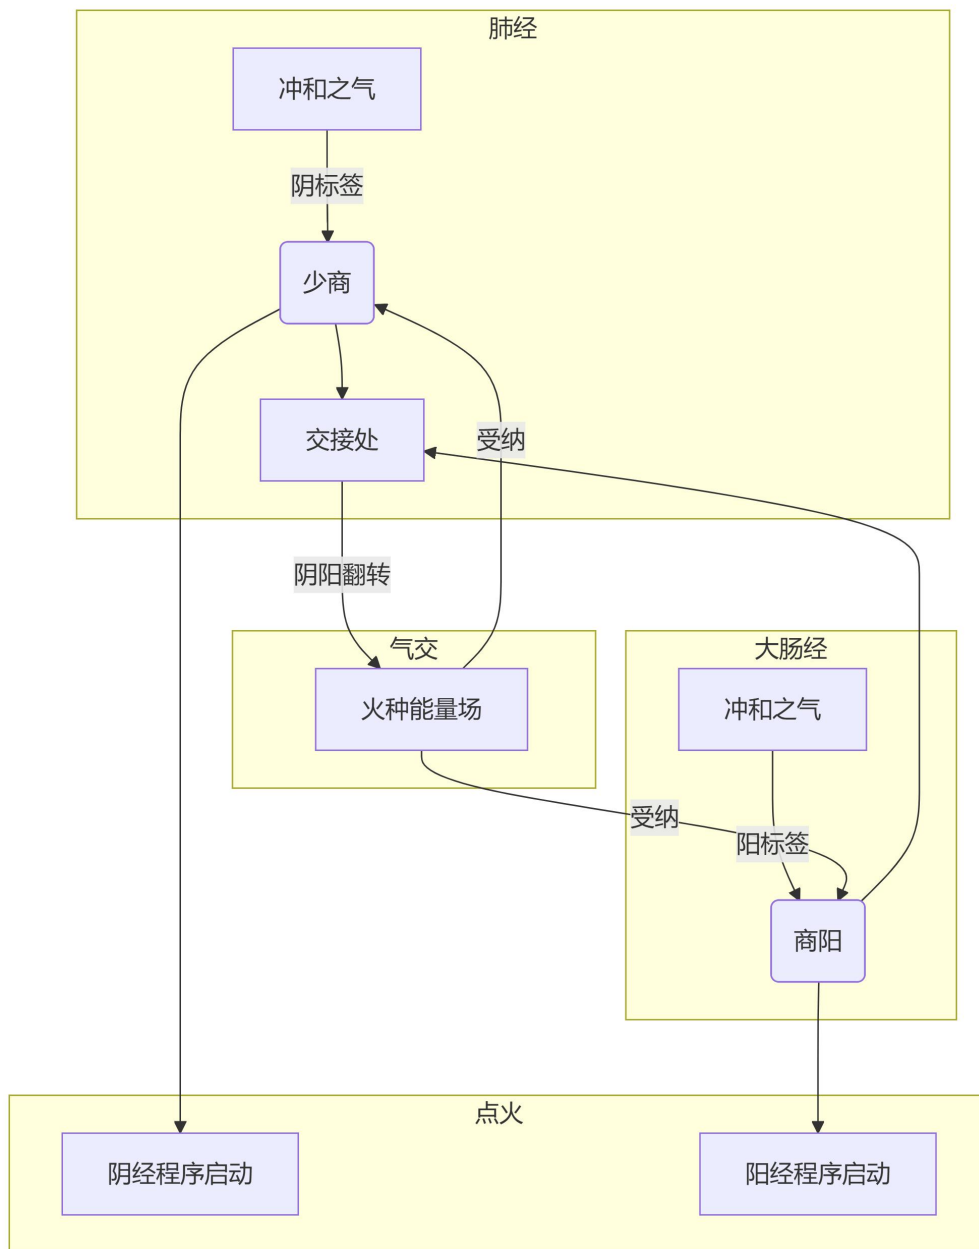 肺经
冲和之气
阴标签
少商
交接处
受纳
阴阳翻转
气交
大肠经
火种能量场
冲和之气
受纳
阳标签
商阳
点火
阴经程序启动
阳经程序启动